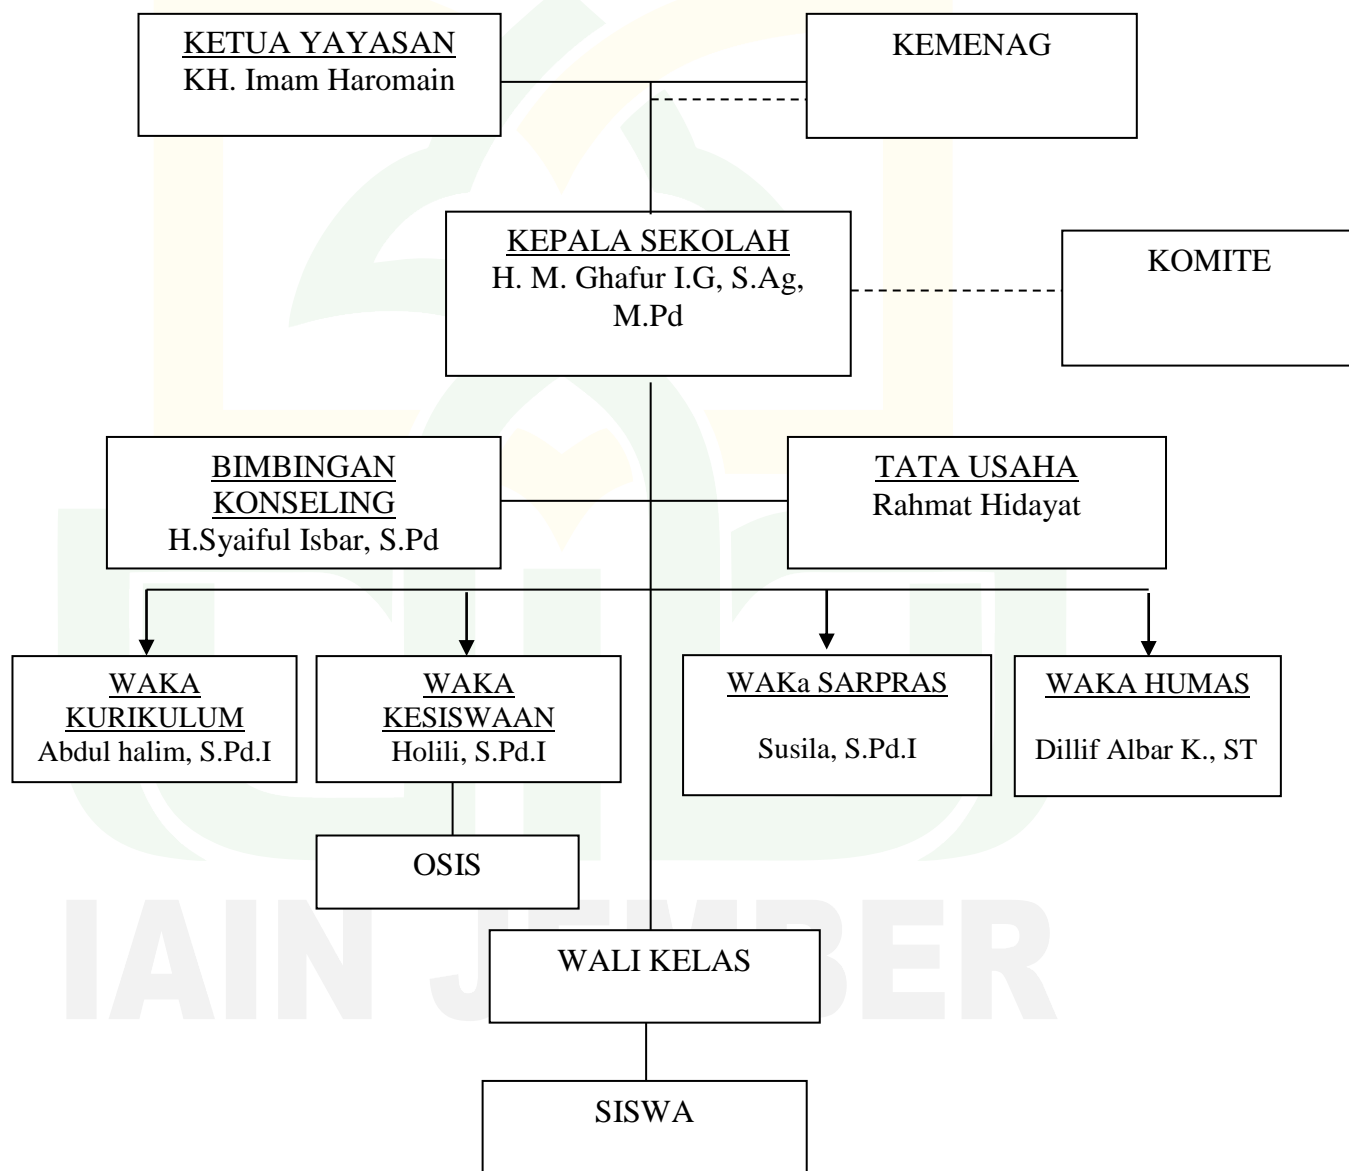 KETUA YAYASAN
KH. Imam Haromain
KEMENAG
KEPALA SEKOLAH
H. M. Ghafur I.G, S.Ag,
M.Pd
KOMITE
BIMBINGAN
KONSELING
H.Syaiful Isbar, S.Pd
TATA USAHA
Rahmat Hidayat
WAKA
KURIKULUM
Abdul halim, S.Pd.I
WAKA
KESISWAAN
Holili, S.Pd.I
WAKa SARPRAS
Susila, S.Pd.I
WAKA HUMAS
Dillif Albar K., ST
OSIS
WALI KELAS
SISWA
IAIN JEMBER